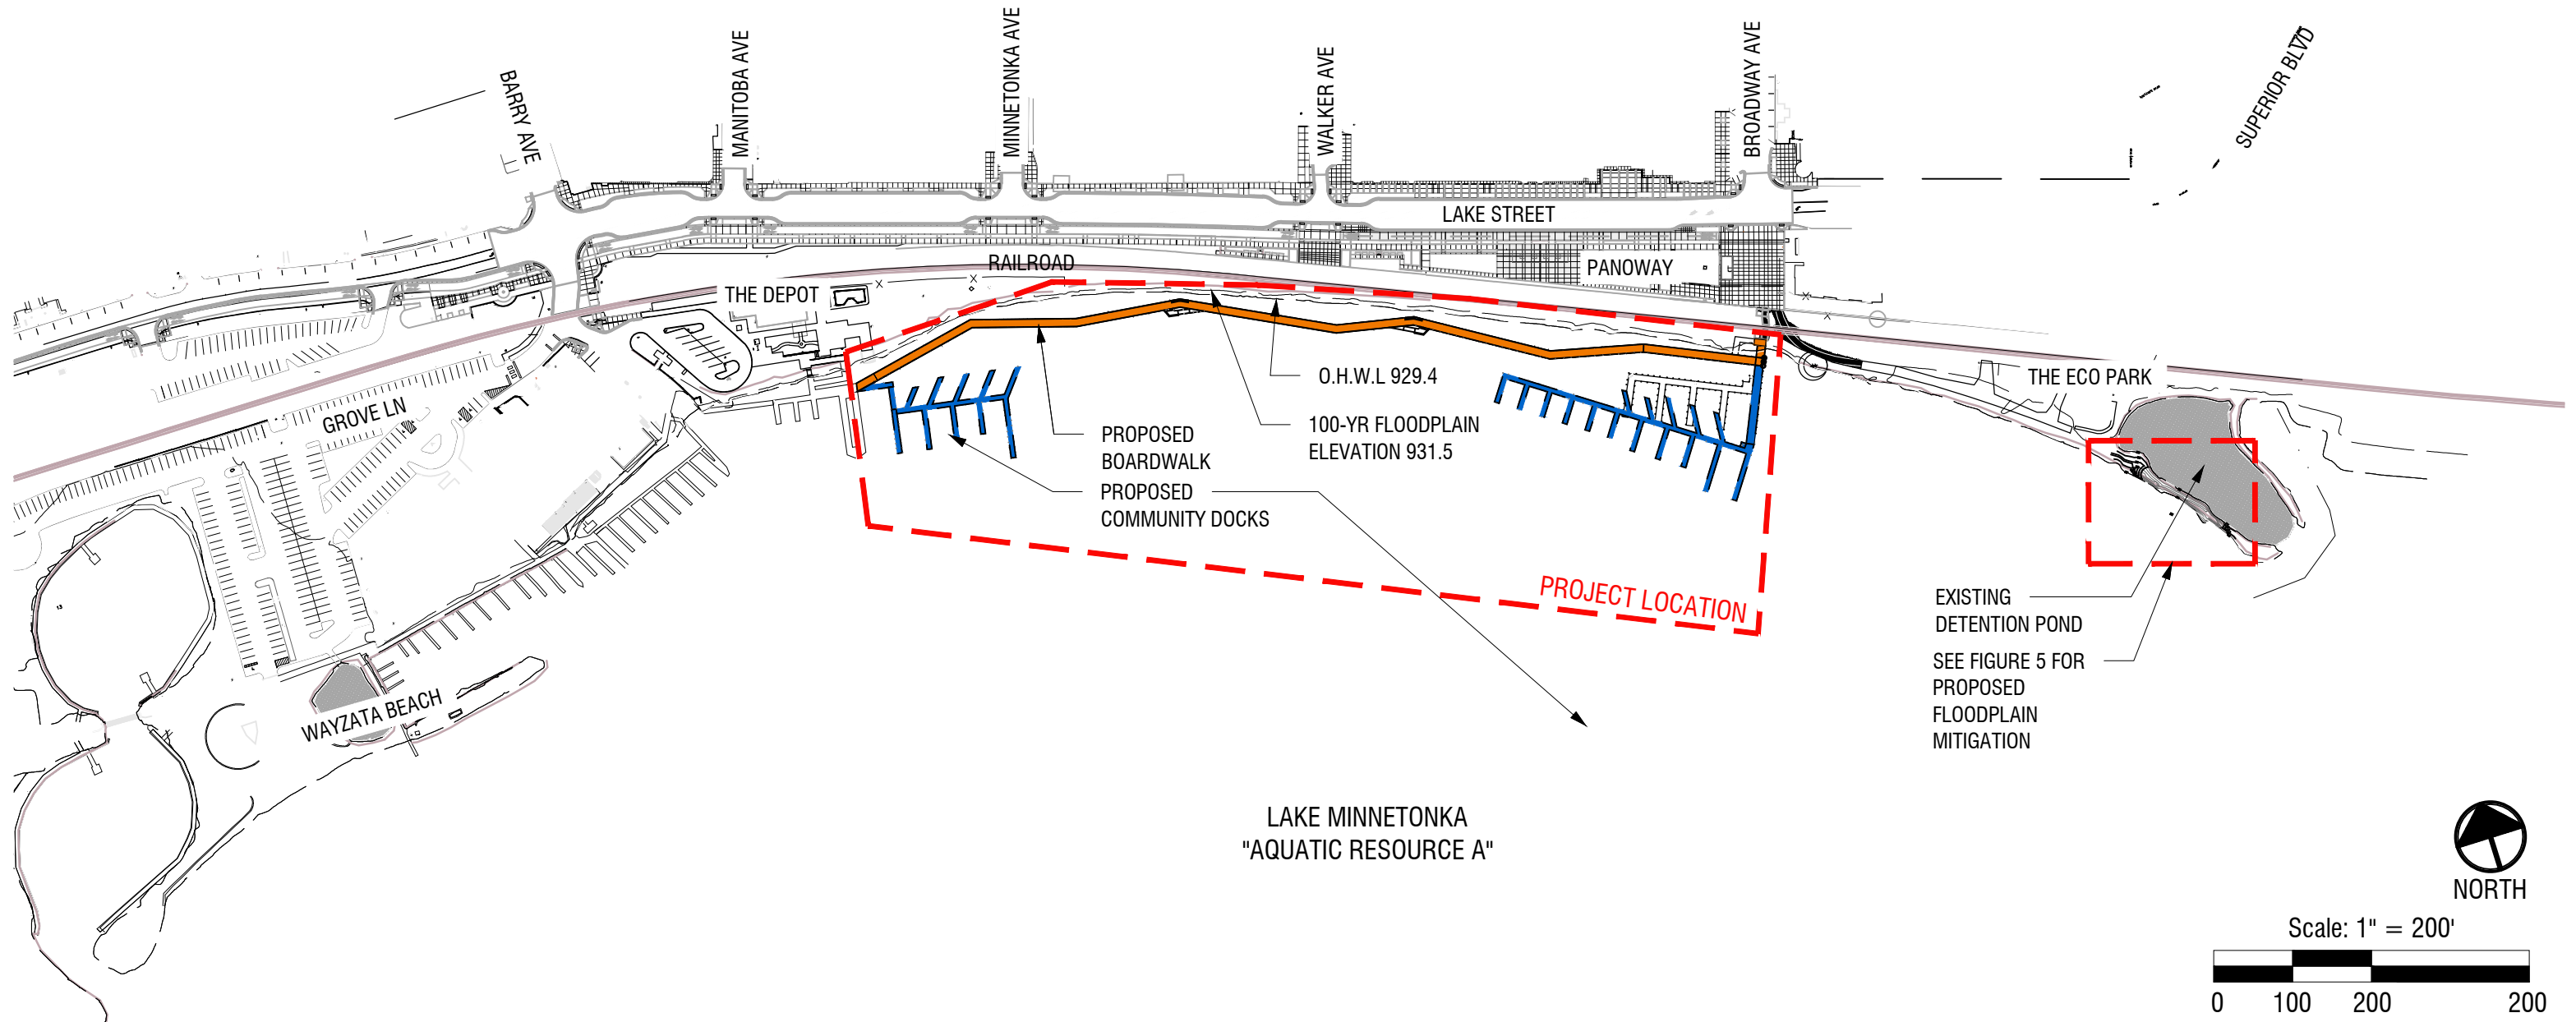 BARRY AVE
MANITOBA AVE
MINNETONKA AVE
WALKER AVE
BROADWAY AVE
SUPERIOR BLVD
LAKE STREET
RAILROAD
PANOWAY
THE DEPOT
O.H.W.L 929.4
THE ECO PARK
GROVE LN
100-YR FLOODPLAIN
ELEVATION 931.5
PROPOSED
BOARDWALK
PROPOSED
COMMUNITY DOCKS
PROJECT LOCATION
EXISTING
DETENTION POND
SEE FIGURE 5 FOR
PROPOSED
FLOODPLAIN
MITIGATION
WAYZATA BEACH
LAKE MINNETONKA
"AQUATIC RESOURCE A"
NORTH
Scale: 1" = 200'
0 100 200 200